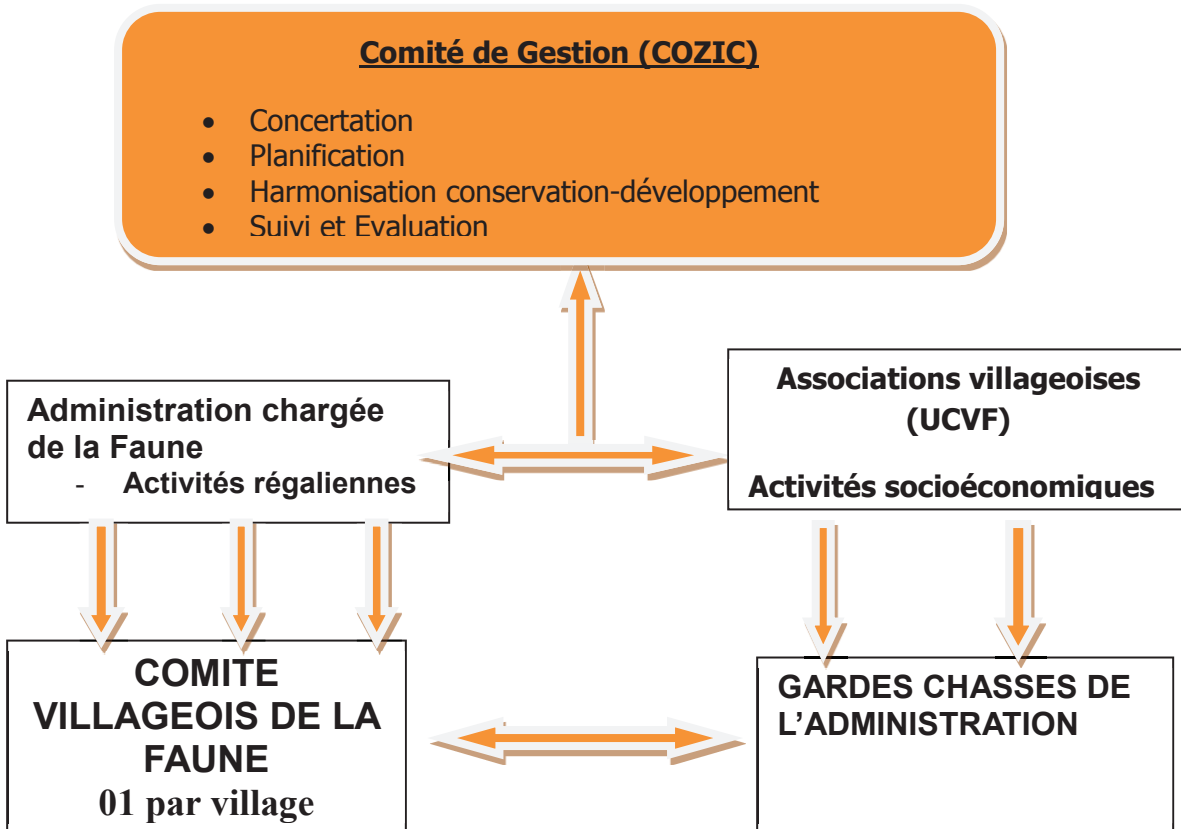 Comité de Gestion (COZIC)
• Concertation
• Planification
• Harmonisation conservation-développement
• Suivi et Evaluation
Administration chargée
de la Faune
- Activités régaliennes
Associations villageoises
(UCVF)
Activités socioéconomiques
COMITE
VILLAGEOIS DE LA
FAUNE
01 par village
GARDES CHASSES DE
L’ADMINISTRATION